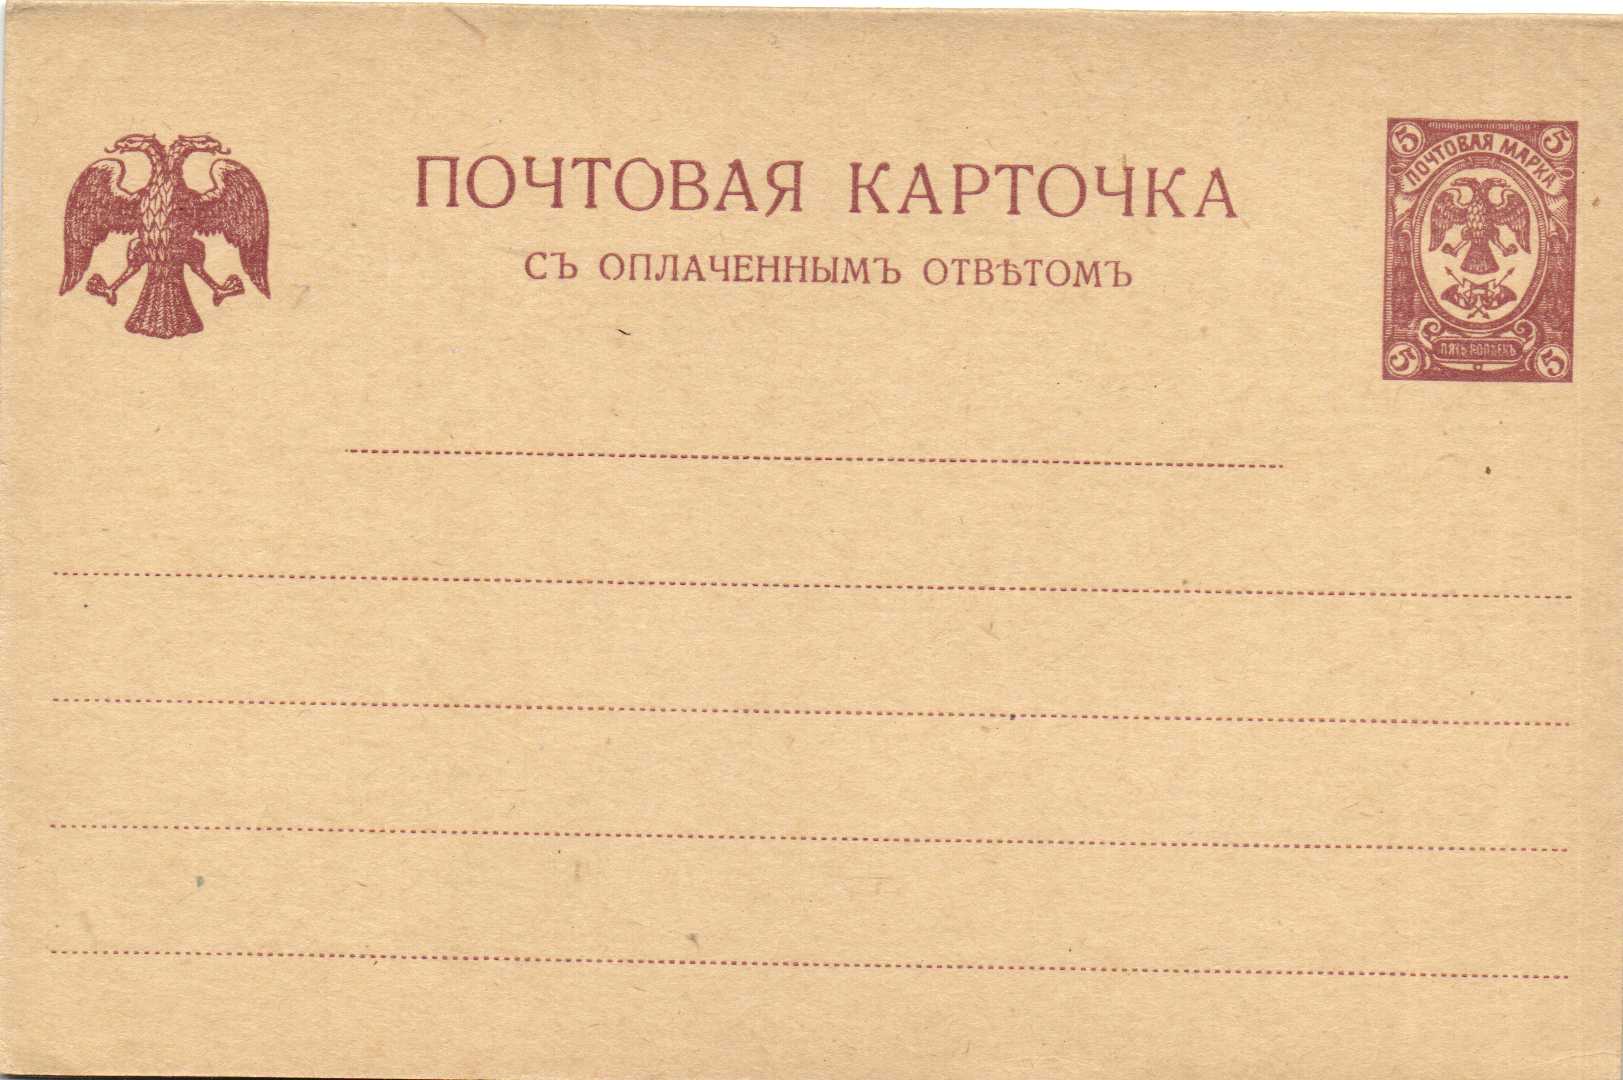 ПОЧТОВАЯ КАРТОЧКА
СЪ ОПЛАЧЕННЫМЪ ОТВѢТОМЪ
5 5
ПОЧТОВАЯ МАРКА
ПЯТЬ КОПѢЕКЪ
5 5